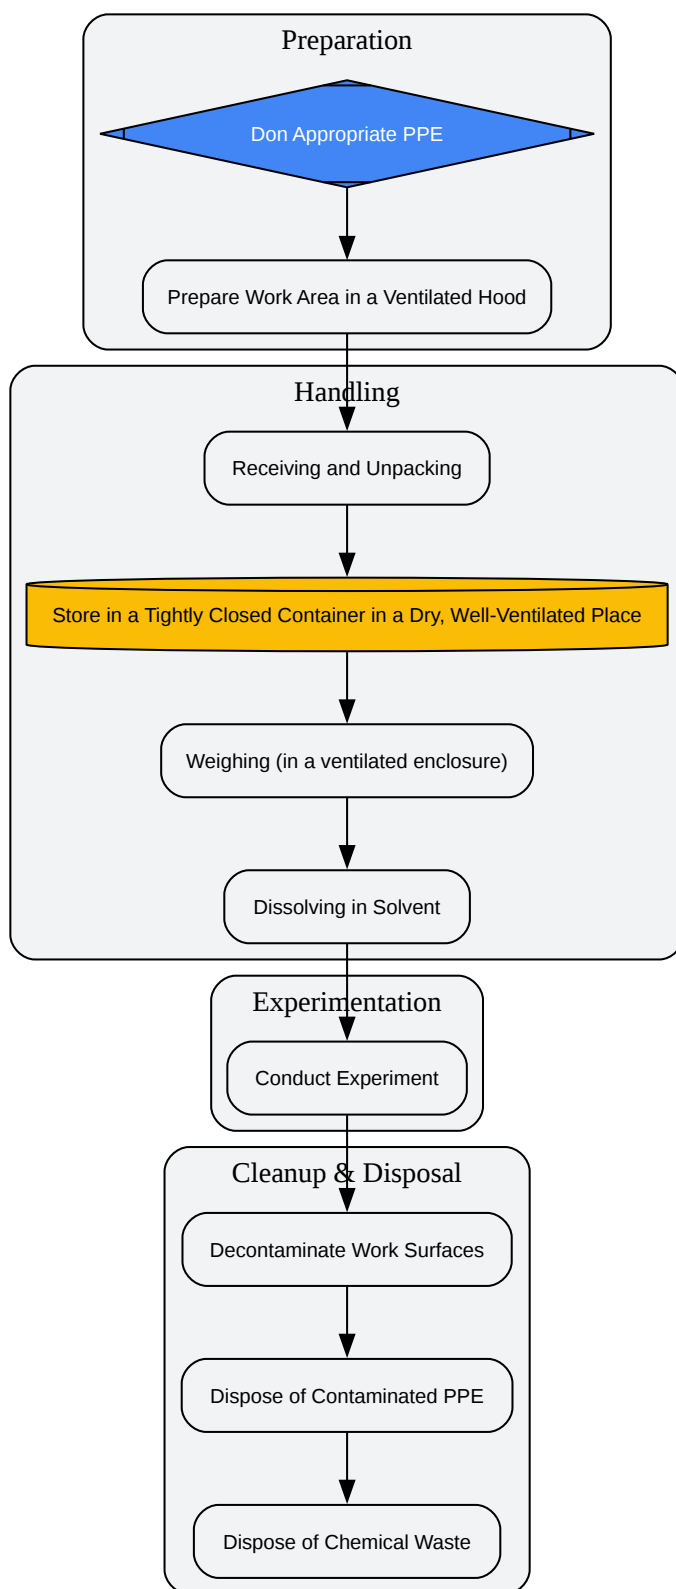 Preparation
Don Appropriate PPE
Prepare Work Area in a Ventilated Hood
Handling
Receiving and Unpacking
Store in a Tightly Closed Container in a Dry, Well-Ventilated Place
Weighing (in a ventilated enclosure)
Dissolving in Solvent
Experimentation
Conduct Experiment
Cleanup & Disposal
Decontaminate Work Surfaces
Dispose of Contaminated PPE
Dispose of Chemical Waste